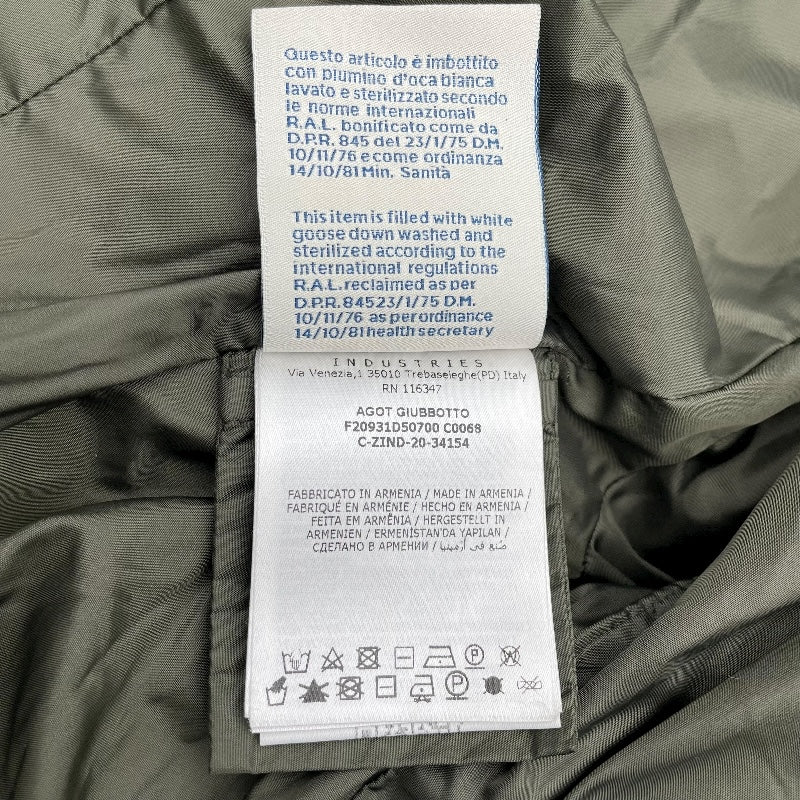 Questo articolo è imbottito
con piumino d'oca bianca
lavato e sterilizzato secondo
le norme internazionali
R.A.L. bonificato come da
D.P.R. 845 del 23/1/75 D.M.
10/11/76 e come ordinanza
14/10/81 Min. Sanità
This item is filled with white
goose down washed and
sterilized according to the
international regulations
R.A.L. reclaimed as per
D.P.R. 845 23/1/75 D.M.
10/11/76 as per ordinance
14/10/81 health secretary
INDUSTRIES
Via Venezia,1 35010 Trebaseleghe(PD) Italy
RN 116347
AGOT GIUBBOTTO
F20931D50700 C0068
C-ZIND-20-34154
FABBRICATO IN ARMENIA / MADE IN ARMENIA /
FABRIQUÉ EN ARMÉNIE / HECHO EN ARMENIA /
FEITA EM ARMÊNIA / HERGESTELLT IN
ARMENIEN / ERMENİSTAN'DA YAPILAN /
СДЕЛАНО В АРМЕНИИ / صنع في أرمينيا